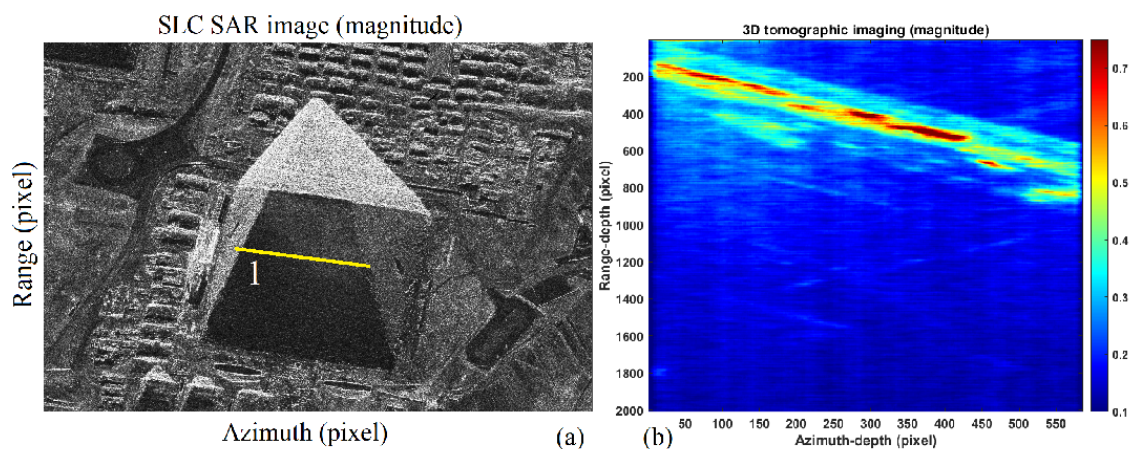 SLC SAR image (magnitude)
Range (pixel)
1
Azimuth (pixel)
(a)
3D tomographic imaging (magnitude)
Range-depth (pixel)
200
400
600
800
1000
1200
1400
1600
1800
2000
50 100 150 200 250 300 350 400 450 500 550
Azimuth-depth (pixel)
(b)
0.7
0.6
0.5
0.4
0.3
0.2
0.1